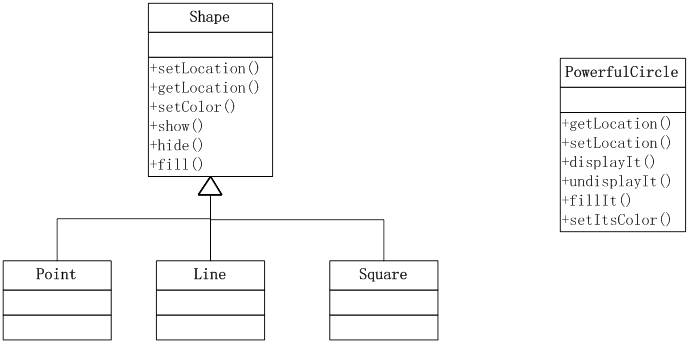 Shape
+setLocation()
+getLocation()
+setColor()
+show()
+hide()
+fill()
PowerfulCircle
+getLocation()
+setLocation()
+displayIt()
+undisplayIt()
+fillIt()
+setItsColor()
Point
Line
Square